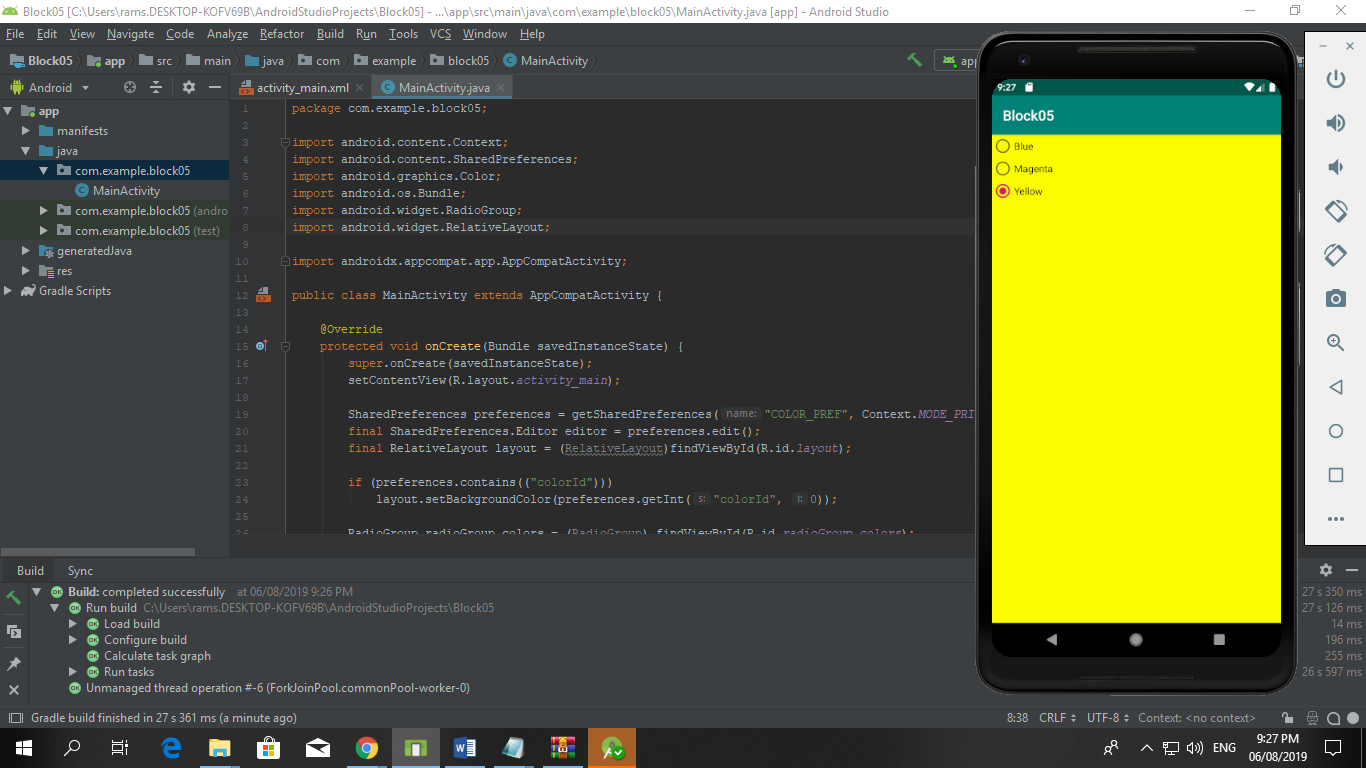 Block05 [C:\Users\rams.DESKTOP-KOFV69B\AndroidStudioProjects\Block05] - ...\app\src\main\java\com\example\block05\MainActivity.java [app] - Android Studio
File Edit View Navigate Code Analyze Refactor Build Run Tools VCS Window Help
Block05 app src main java com example block05 MainActivity
app
Android
activity_main.xml
MainActivity.java
app
manifests
java
com.example.block05
MainActivity
com.example.block05 (andro
com.example.block05 (test)
generatedJava
res
Gradle Scripts
1 package com.example.block05;
2
3 import android.content.Context;
4 import android.content.SharedPreferences;
5 import android.graphics.Color;
6 import android.os.Bundle;
7 import android.widget.RadioGroup;
8 import android.widget.RelativeLayout;
9
10 import androidx.appcompat.app.AppCompatActivity;
11
12 public class MainActivity extends AppCompatActivity {
13
14 @Override
15 protected void onCreate(Bundle savedInstanceState) {
16 super.onCreate(savedInstanceState);
17 setContentView(R.layout.activity_main);
18
19 SharedPreferences preferences = getSharedPreferences( name: "COLOR_PREF", Context.MODE_PRI
20 final SharedPreferences.Editor editor = preferences.edit();
21 final RelativeLayout layout = (RelativeLayout)findViewById(R.id.layout);
22
23 if (preferences.contains(("colorId")))
24 layout.setBackgroundColor(preferences.getInt( s: "colorId", i: 0));
25
26 RadioGroup radioGroup_colors = (RadioGroup) findViewById(R.id.radioGroup_colors);
9:27
Block05
Blue
Magenta
Yellow
Build Sync
Build: completed successfully at 06/08/2019 9:26 PM 27 s 350 ms
Run build C:\Users\rams.DESKTOP-KOFV69B\AndroidStudioProjects\Block05 27 s 126 ms
Load build 14 ms
Configure build 196 ms
Calculate task graph 255 ms
Run tasks 26 s 597 ms
Unmanaged thread operation #-6 (ForkJoinPool.commonPool-worker-0)
Gradle build finished in 27 s 361 ms (a minute ago)
8:38 CRLF UTF-8 Context: <no context>
ENG
9:27 PM
06/08/2019